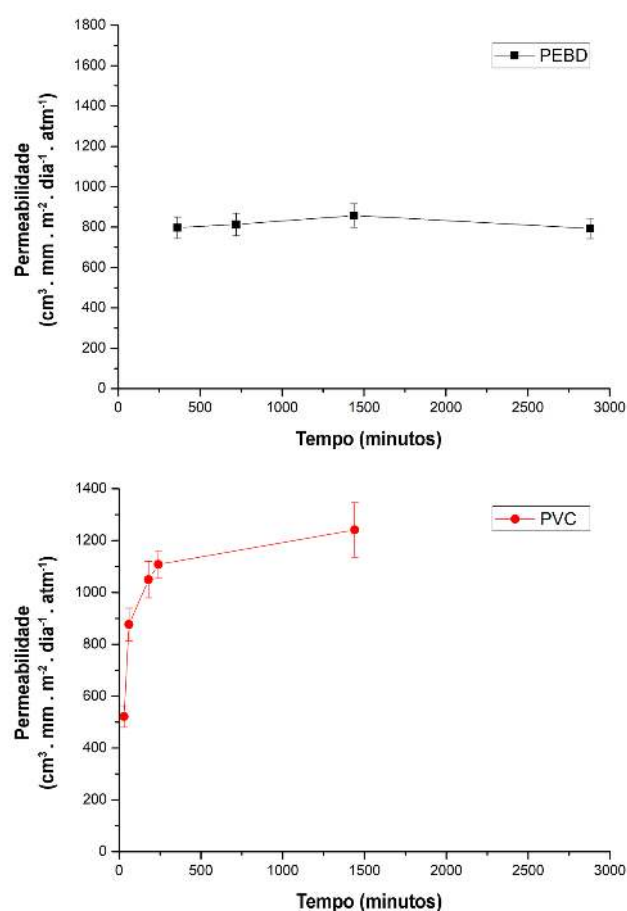 PEBD
1800
1600
1400
1200
1000
800
600
400
200
0
Permeabilidade
(cm³ . mm . m⁻² . dia⁻¹ . atm⁻¹)
0 500 1000 1500 2000 2500 3000
Tempo (minutos)
PVC
1400
1200
1000
800
600
400
200
0
Permeabilidade
(cm³ . mm . m⁻² . dia⁻¹ . atm⁻¹)
0 500 1000 1500 2000 2500 3000
Tempo (minutos)